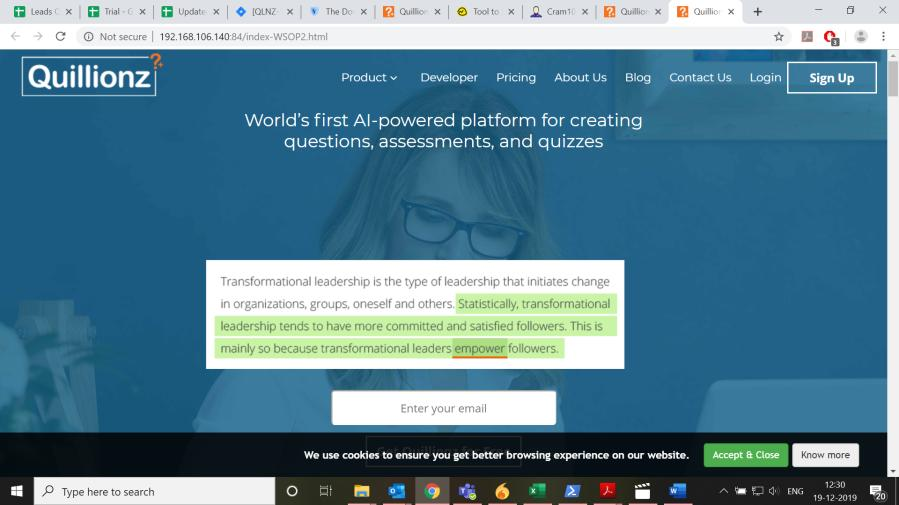 Leads C
Trial - G
Update
[QLNZ-
The Do
Quillion
Tool to
Cram10
Quillion
Quillion
Not secure | 192.168.106.140:84/index-WSOP2.html
3
Quillionz
Product Developer Pricing About Us Blog Contact Us Login Sign Up
World's first AI-powered platform for creating
questions, assessments, and quizzes
Transformational leadership is the type of leadership that initiates change
in organizations, groups, oneself and others. Statistically, transformational
leadership tends to have more committed and satisfied followers. This is
mainly so because transformational leaders empower followers.
Enter your email
We use cookies to ensure you get better browsing experience on our website. Accept & Close Know more
Type here to search
ENG
12:30
19-12-2019
20